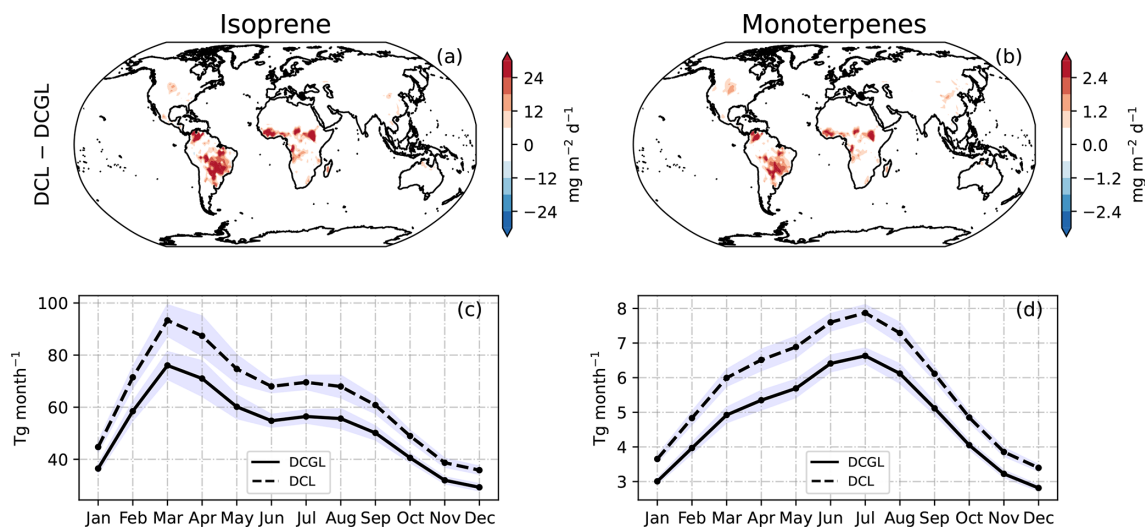 Isoprene
Monoterpenes
DCL − DCGL
(a)
24
12
0
−12
−24
mg m⁻² d⁻¹
(b)
2.4
1.2
0.0
−1.2
−2.4
mg m⁻² d⁻¹
(c)
100
80
60
40
Tg month⁻¹
DCGL
DCL
Jan Feb Mar Apr May Jun Jul Aug Sep Oct Nov Dec
(d)
8
7
6
5
4
3
Tg month⁻¹
DCGL
DCL
Jan Feb Mar Apr May Jun Jul Aug Sep Oct Nov Dec